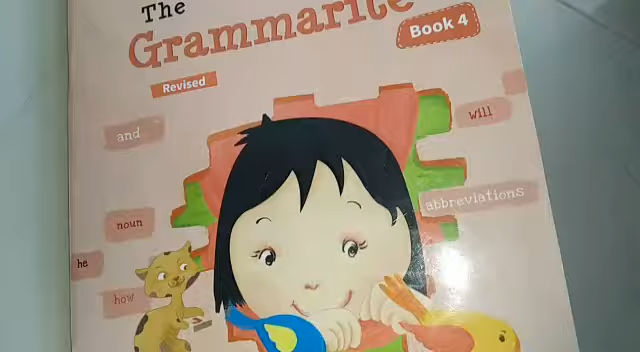 The
Grammarite
Book 4
Revised
and
will
abbreviations
noun
he
how